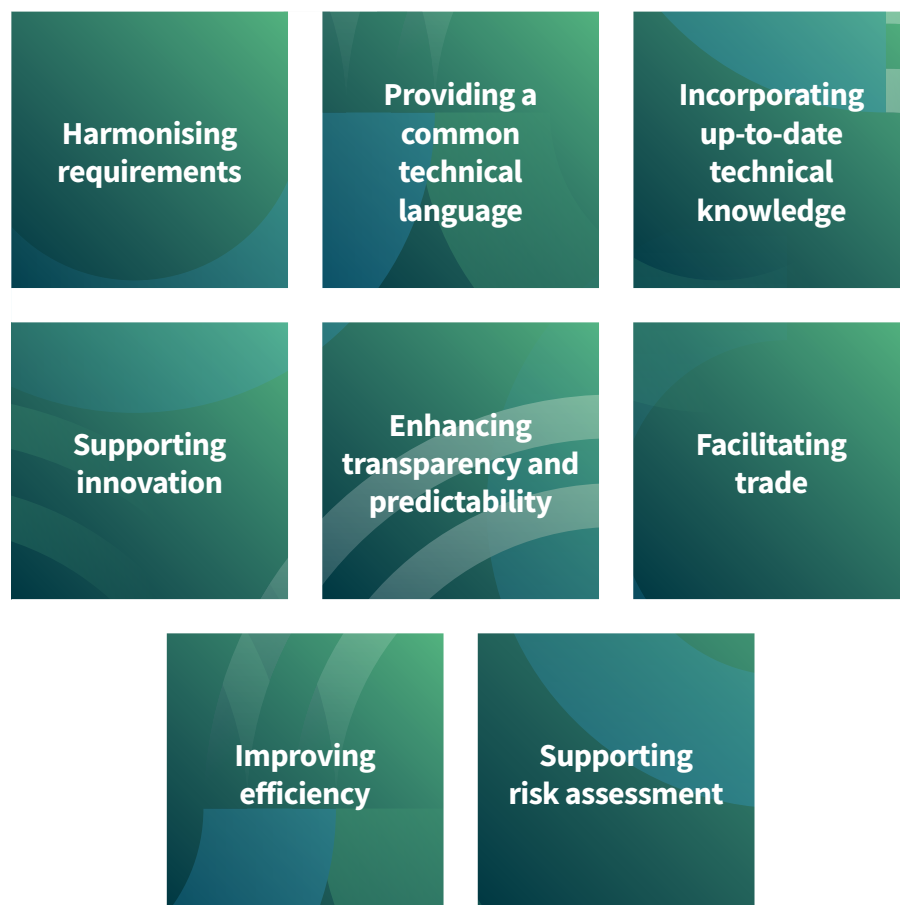 Harmonising
requirements
Providing a
common
technical
language
Incorporating
up-to-date
technical
knowledge
Supporting
innovation
Enhancing
transparency and
predictability
Facilitating
trade
Improving
efficiency
Supporting
risk assessment